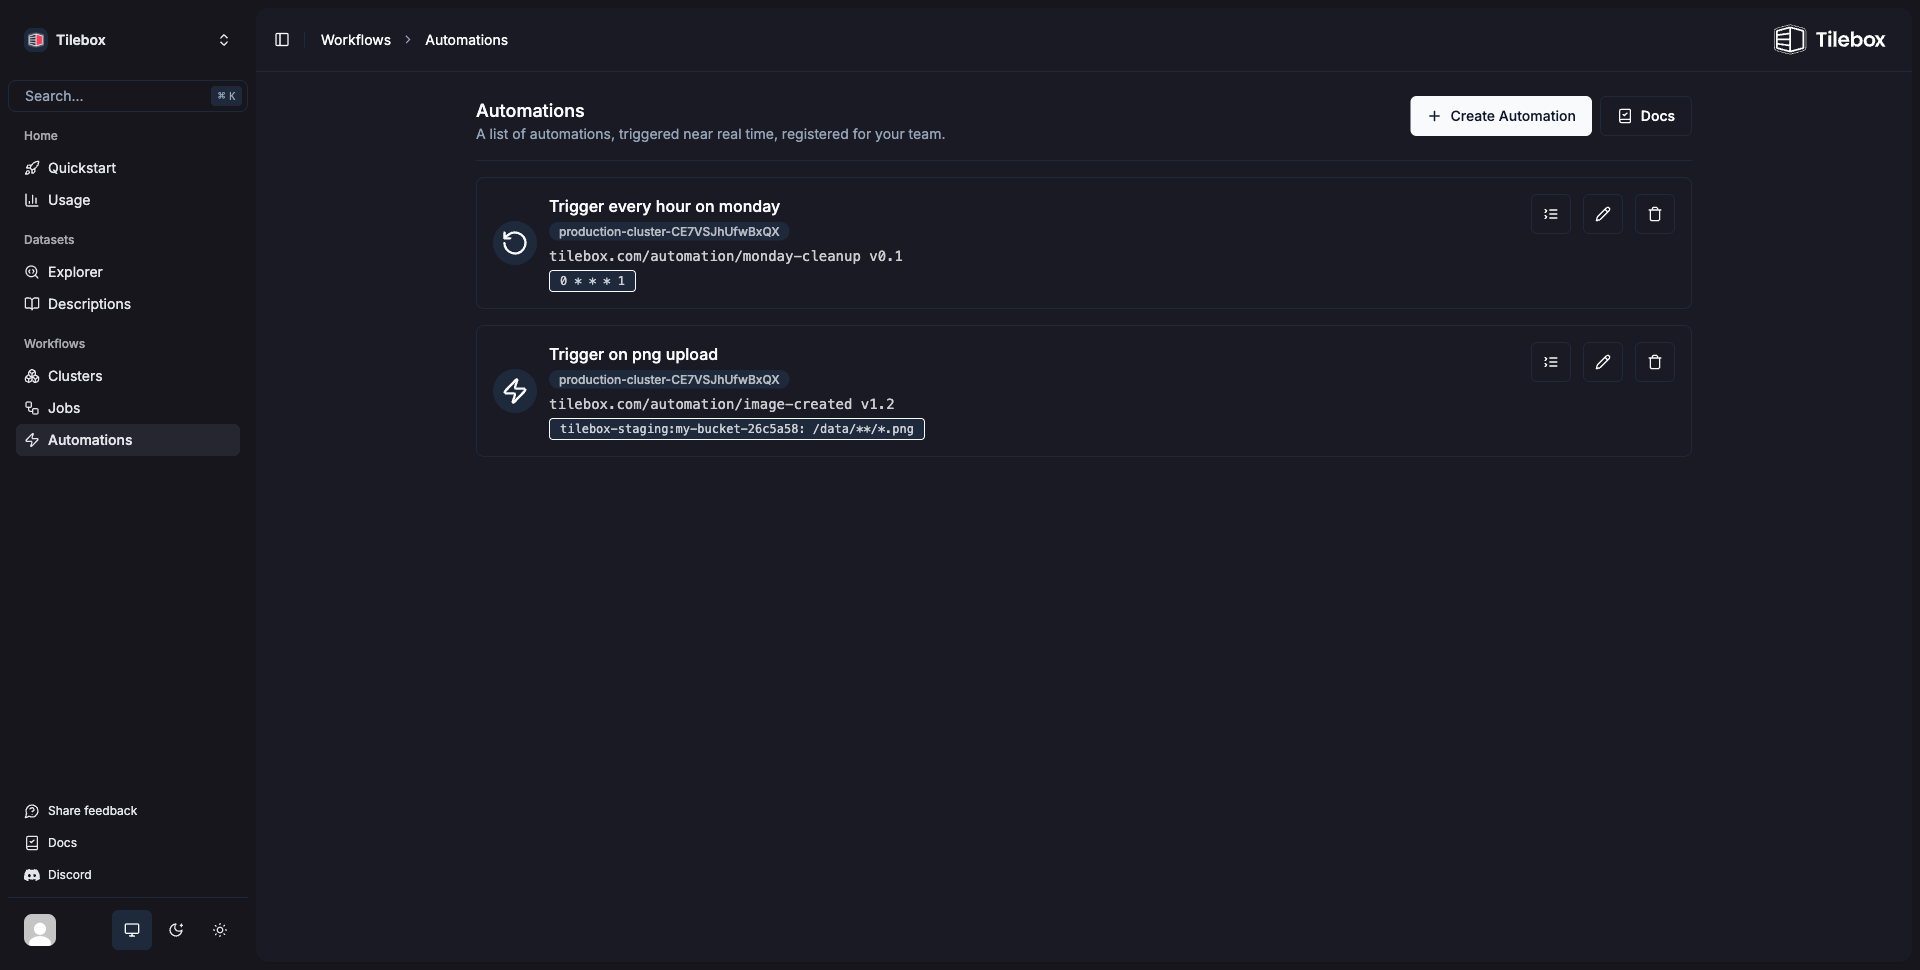 Tilebox
Search...
⌘ K
Home
Quickstart
Usage
Datasets
Explorer
Descriptions
Workflows
Clusters
Jobs
Automations
Share feedback
Docs
Discord
Workflows > Automations
Tilebox
Automations
A list of automations, triggered near real time, registered for your team.
+ Create Automation
Docs
Trigger every hour on monday
production-cluster-CE7VSJhUfwBxQX
tilebox.com/automation/monday-cleanup v0.1
0 * * * 1
Trigger on png upload
production-cluster-CE7VSJhUfwBxQX
tilebox.com/automation/image-created v1.2
tilebox-staging:my-bucket-26c5a58: /data/**/*.png